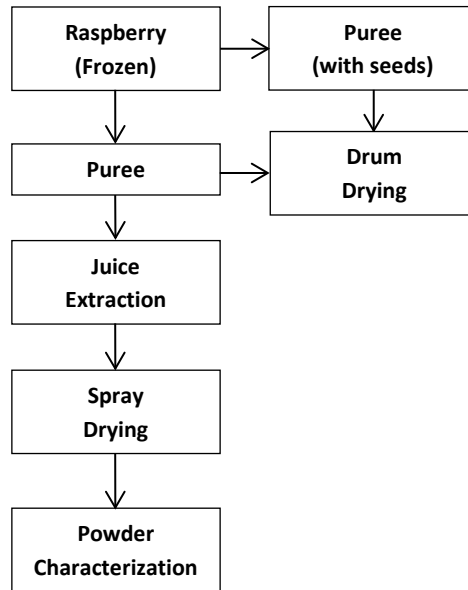 Raspberry
(Frozen)
Puree
(with seeds)
Puree
Drum
Drying
Juice
Extraction
Spray
Drying
Powder
Characterization